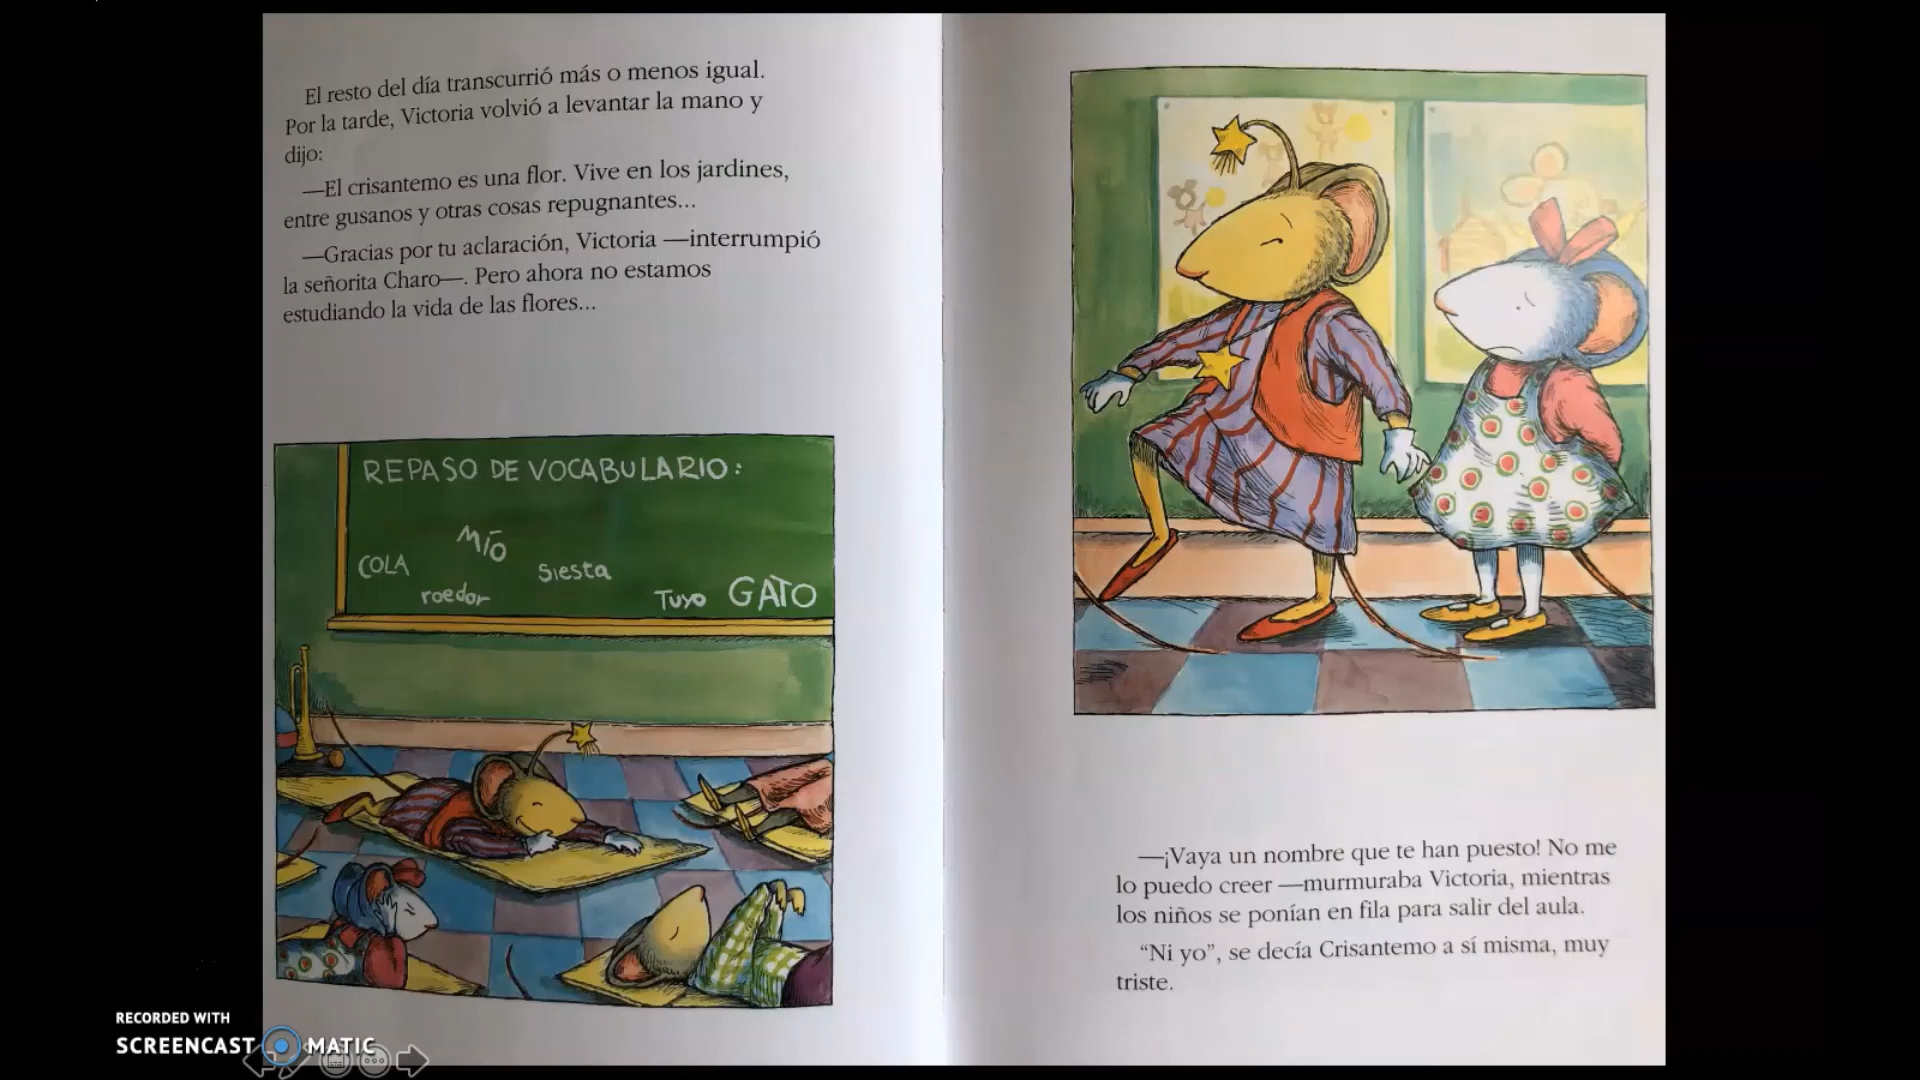 El resto del día transcurrió más o menos igual.
Por la tarde, Victoria volvió a levantar la mano y
dijo:
—El crisantemo es una flor. Vive en los jardines,
entre gusanos y otras cosas repugnantes...
—Gracias por tu aclaración, Victoria —interrumpió
la señorita Charo—. Pero ahora no estamos
estudiando la vida de las flores...
REPASO DE VOCABULARIO:
MÍO
COLA
Siesta
roedor
Tuyo GATO
—¡Vaya un nombre que te han puesto! No me
lo puedo creer —murmuraba Victoria, mientras
los niños se ponían en fila para salir del aula.
“Ni yo”, se decía Crisantemo a sí misma, muy
triste.
RECORDED WITH
SCREENCAST MATIC